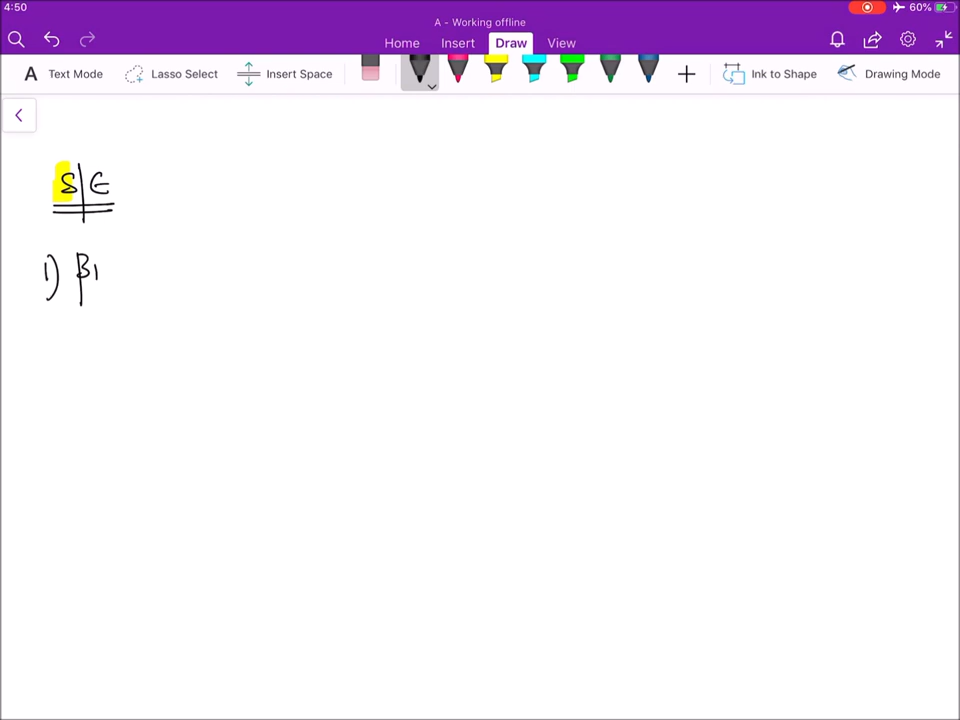 4:50
60%
A - Working offline
Home Insert Draw View
A Text Mode Lasso Select Insert Space Ink to Shape Drawing Mode
S|E
1) β1